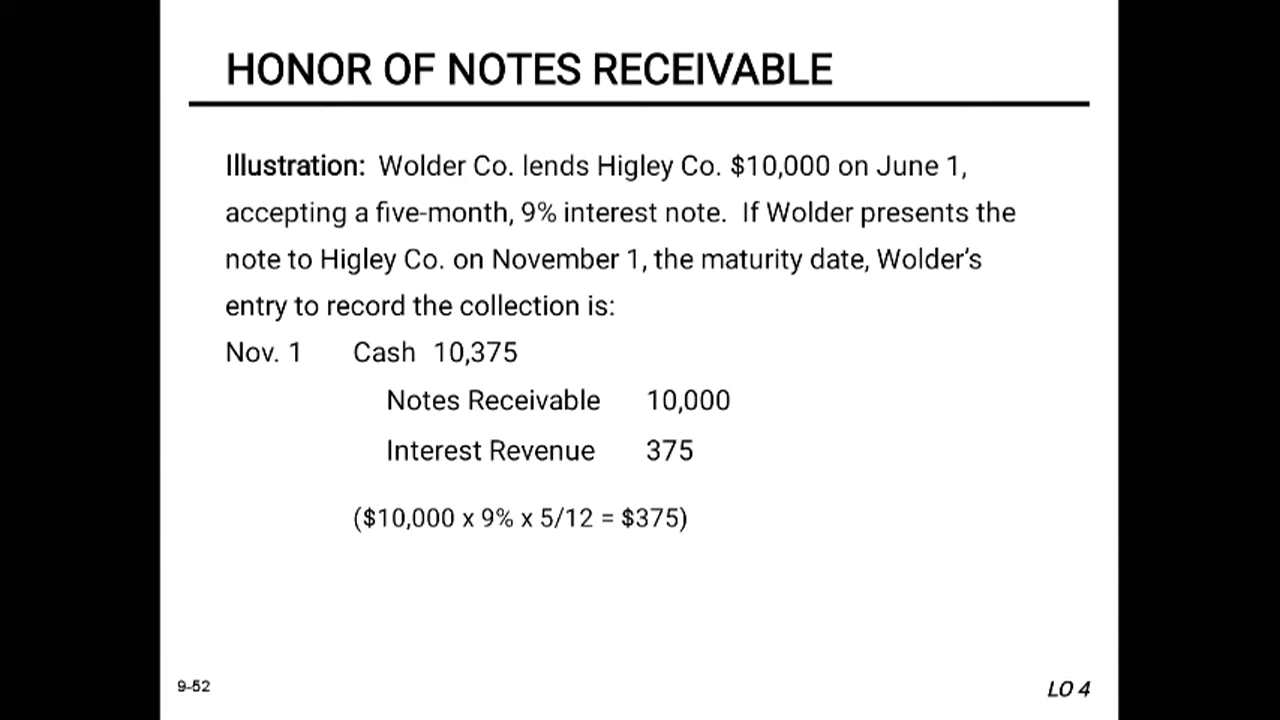 HONOR OF NOTES RECEIVABLE
Illustration: Wolder Co. lends Higley Co. $10,000 on June 1,
accepting a five-month, 9% interest note. If Wolder presents the
note to Higley Co. on November 1, the maturity date, Wolder’s
entry to record the collection is:
Nov. 1 Cash 10,375
Notes Receivable 10,000
Interest Revenue 375
($10,000 x 9% x 5/12 = $375)
9-52 LO 4